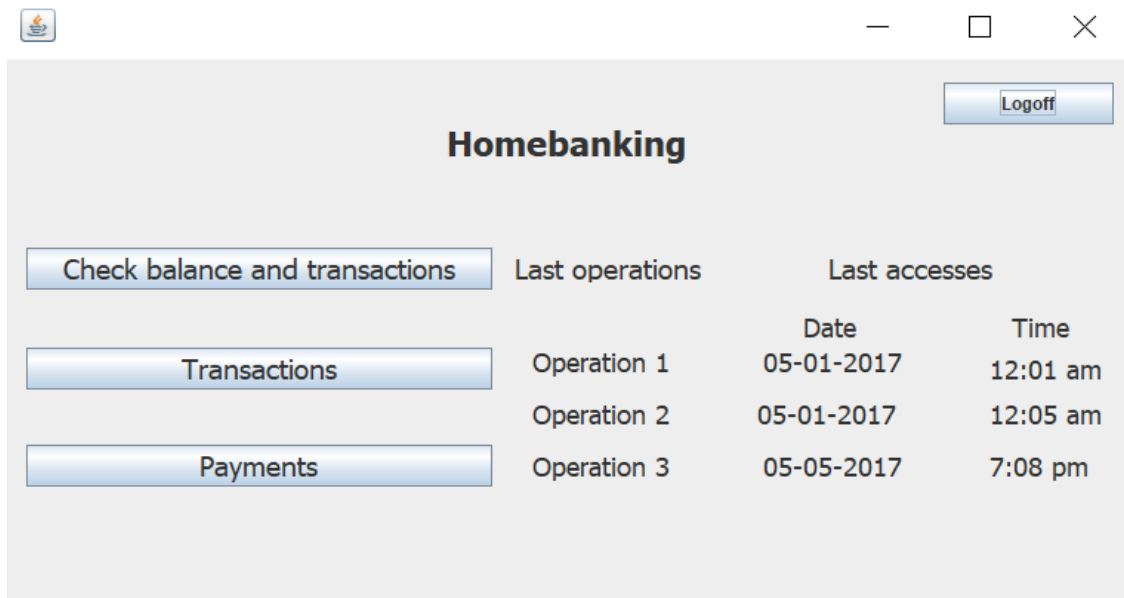 Logoff
Homebanking
Check balance and transactions Last operations Last accesses
Date Time
Transactions Operation 1 05-01-2017 12:01 am
Operation 2 05-01-2017 12:05 am
Payments Operation 3 05-05-2017 7:08 pm